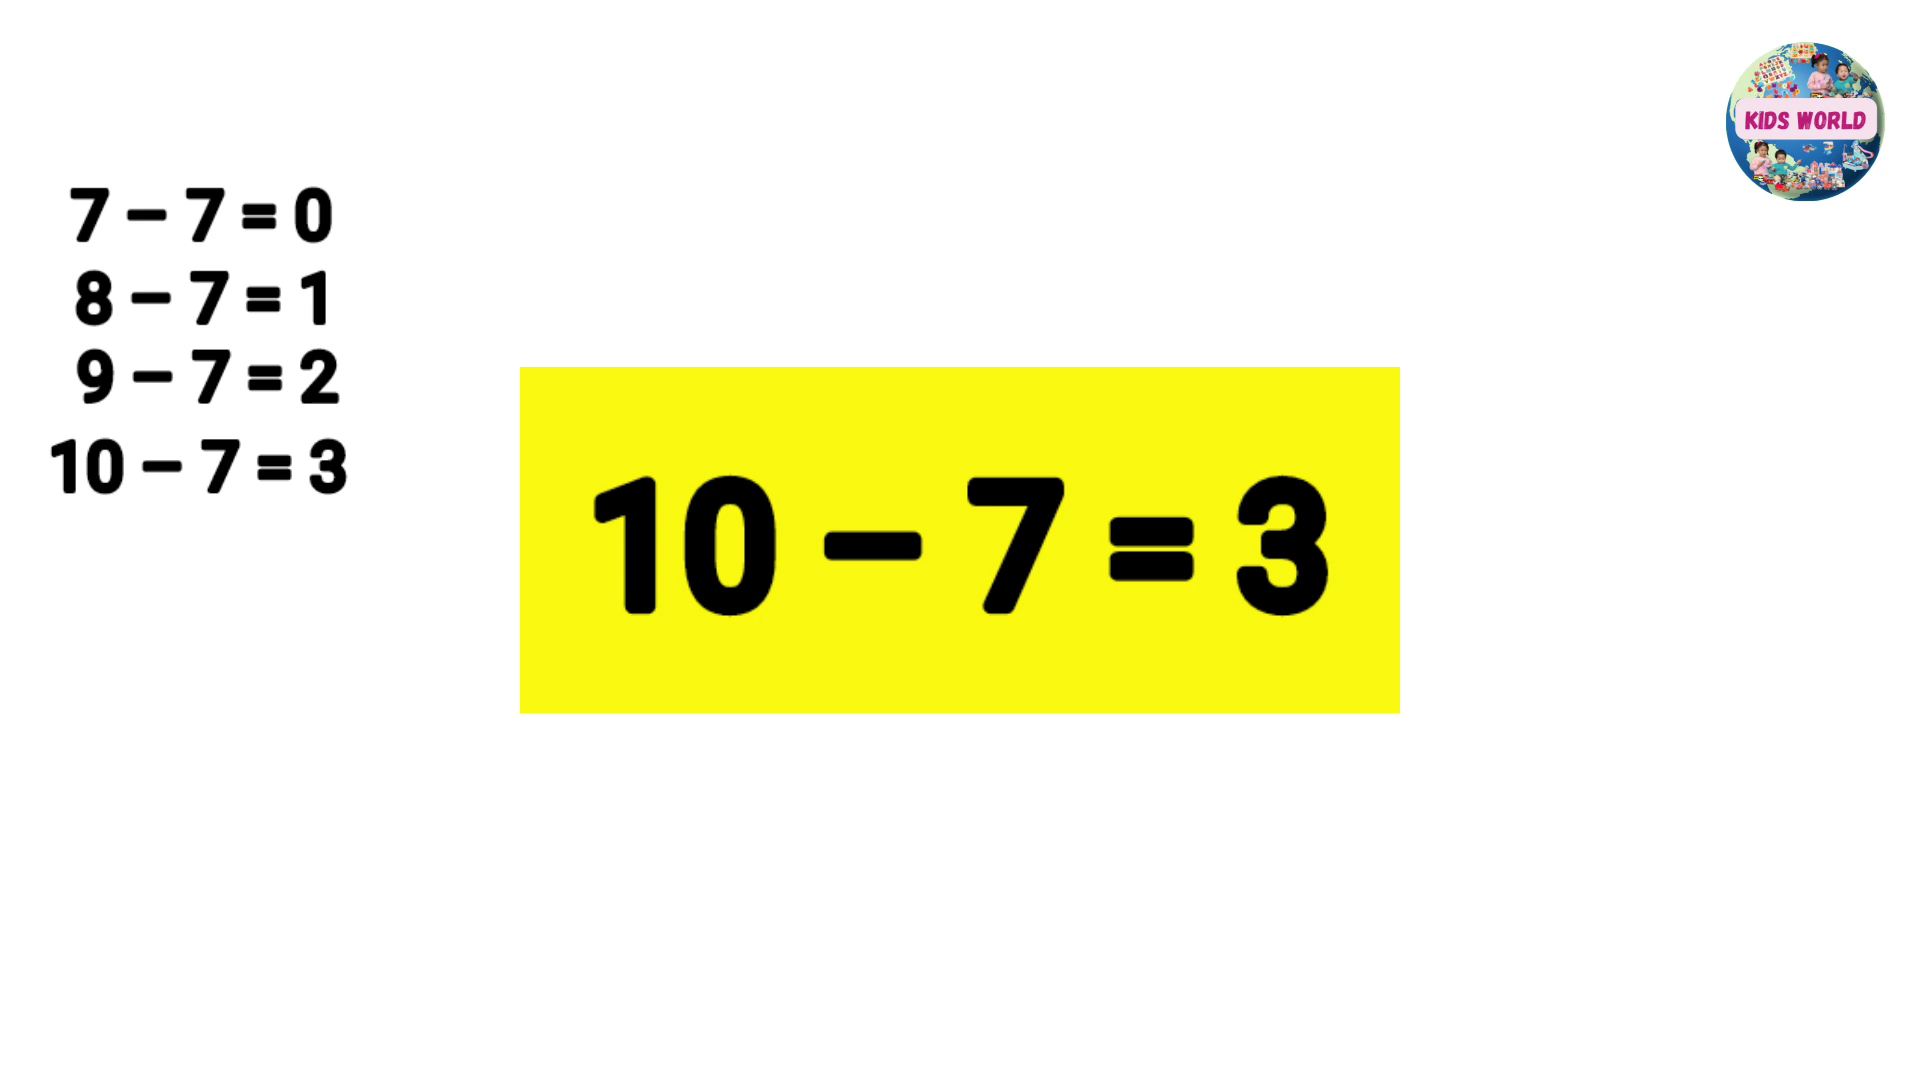 KIDS WORLD
7 – 7 = 0
8 – 7 = 1
9 – 7 = 2
10 – 7 = 3
10 – 7 = 3